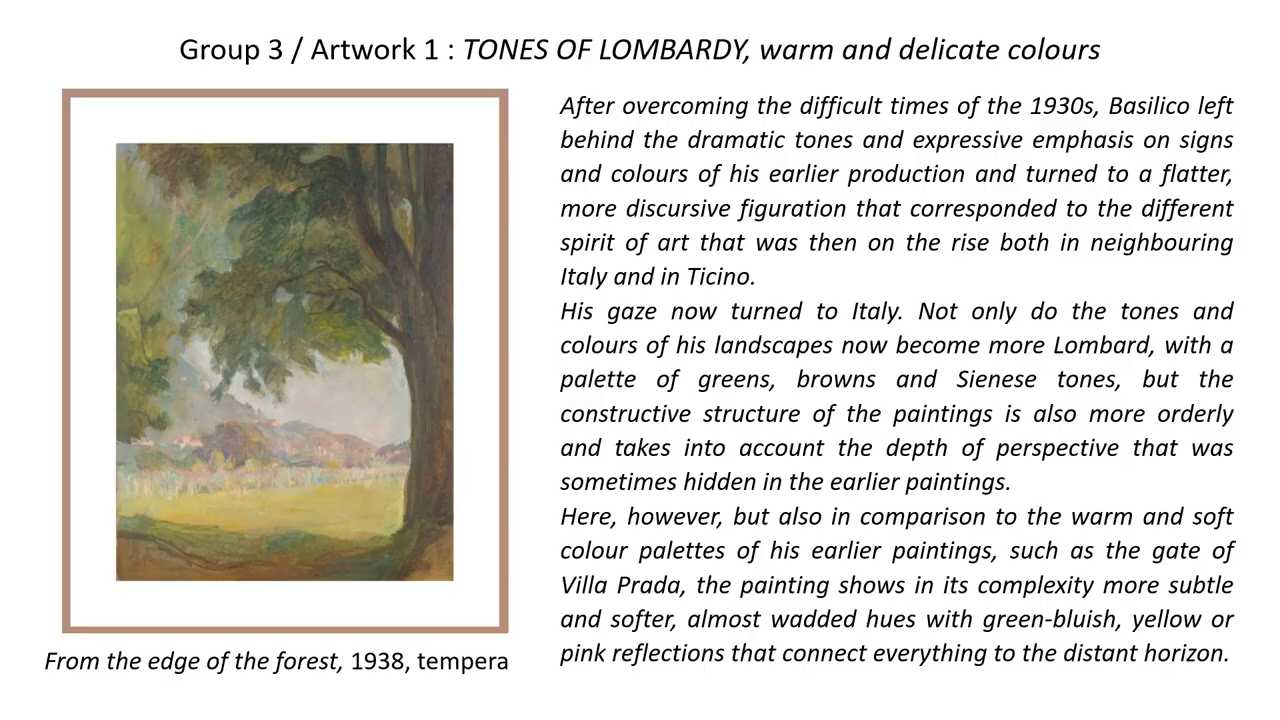 Group 3 / Artwork 1 : TONES OF LOMBARDY, warm and delicate colours
After overcoming the difficult times of the 1930s, Basilico left
behind the dramatic tones and expressive emphasis on signs
and colours of his earlier production and turned to a flatter,
more discursive figuration that corresponded to the different
spirit of art that was then on the rise both in neighbouring
Italy and in Ticino.
His gaze now turned to Italy. Not only do the tones and
colours of his landscapes now become more Lombard, with a
palette of greens, browns and Sienese tones, but the
constructive structure of the paintings is also more orderly
and takes into account the depth of perspective that was
sometimes hidden in the earlier paintings.
Here, however, but also in comparison to the warm and soft
colour palettes of his earlier paintings, such as the gate of
Villa Prada, the painting shows in its complexity more subtle
and softer, almost wadded hues with green-bluish, yellow or
pink reflections that connect everything to the distant horizon.
From the edge of the forest, 1938, tempera